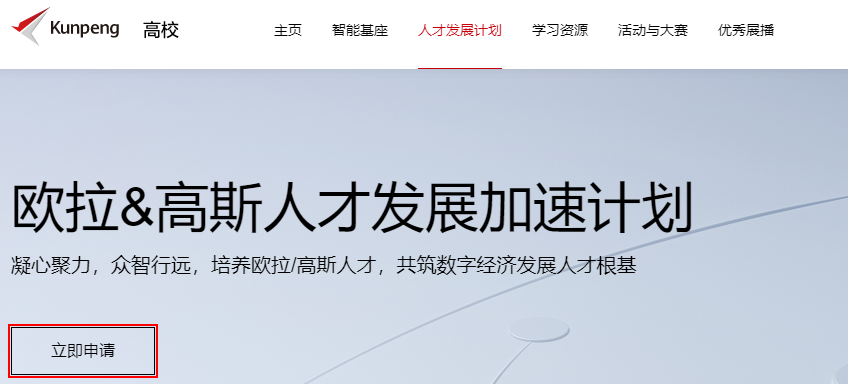 Kunpeng 高校 主页 智能基座 人才发展计划 学习资源 活动与大赛 优秀展播
欧拉&高斯人才发展加速计划
凝心聚力，众智行远，培养欧拉/高斯人才，共筑数字经济发展人才根基
立即申请